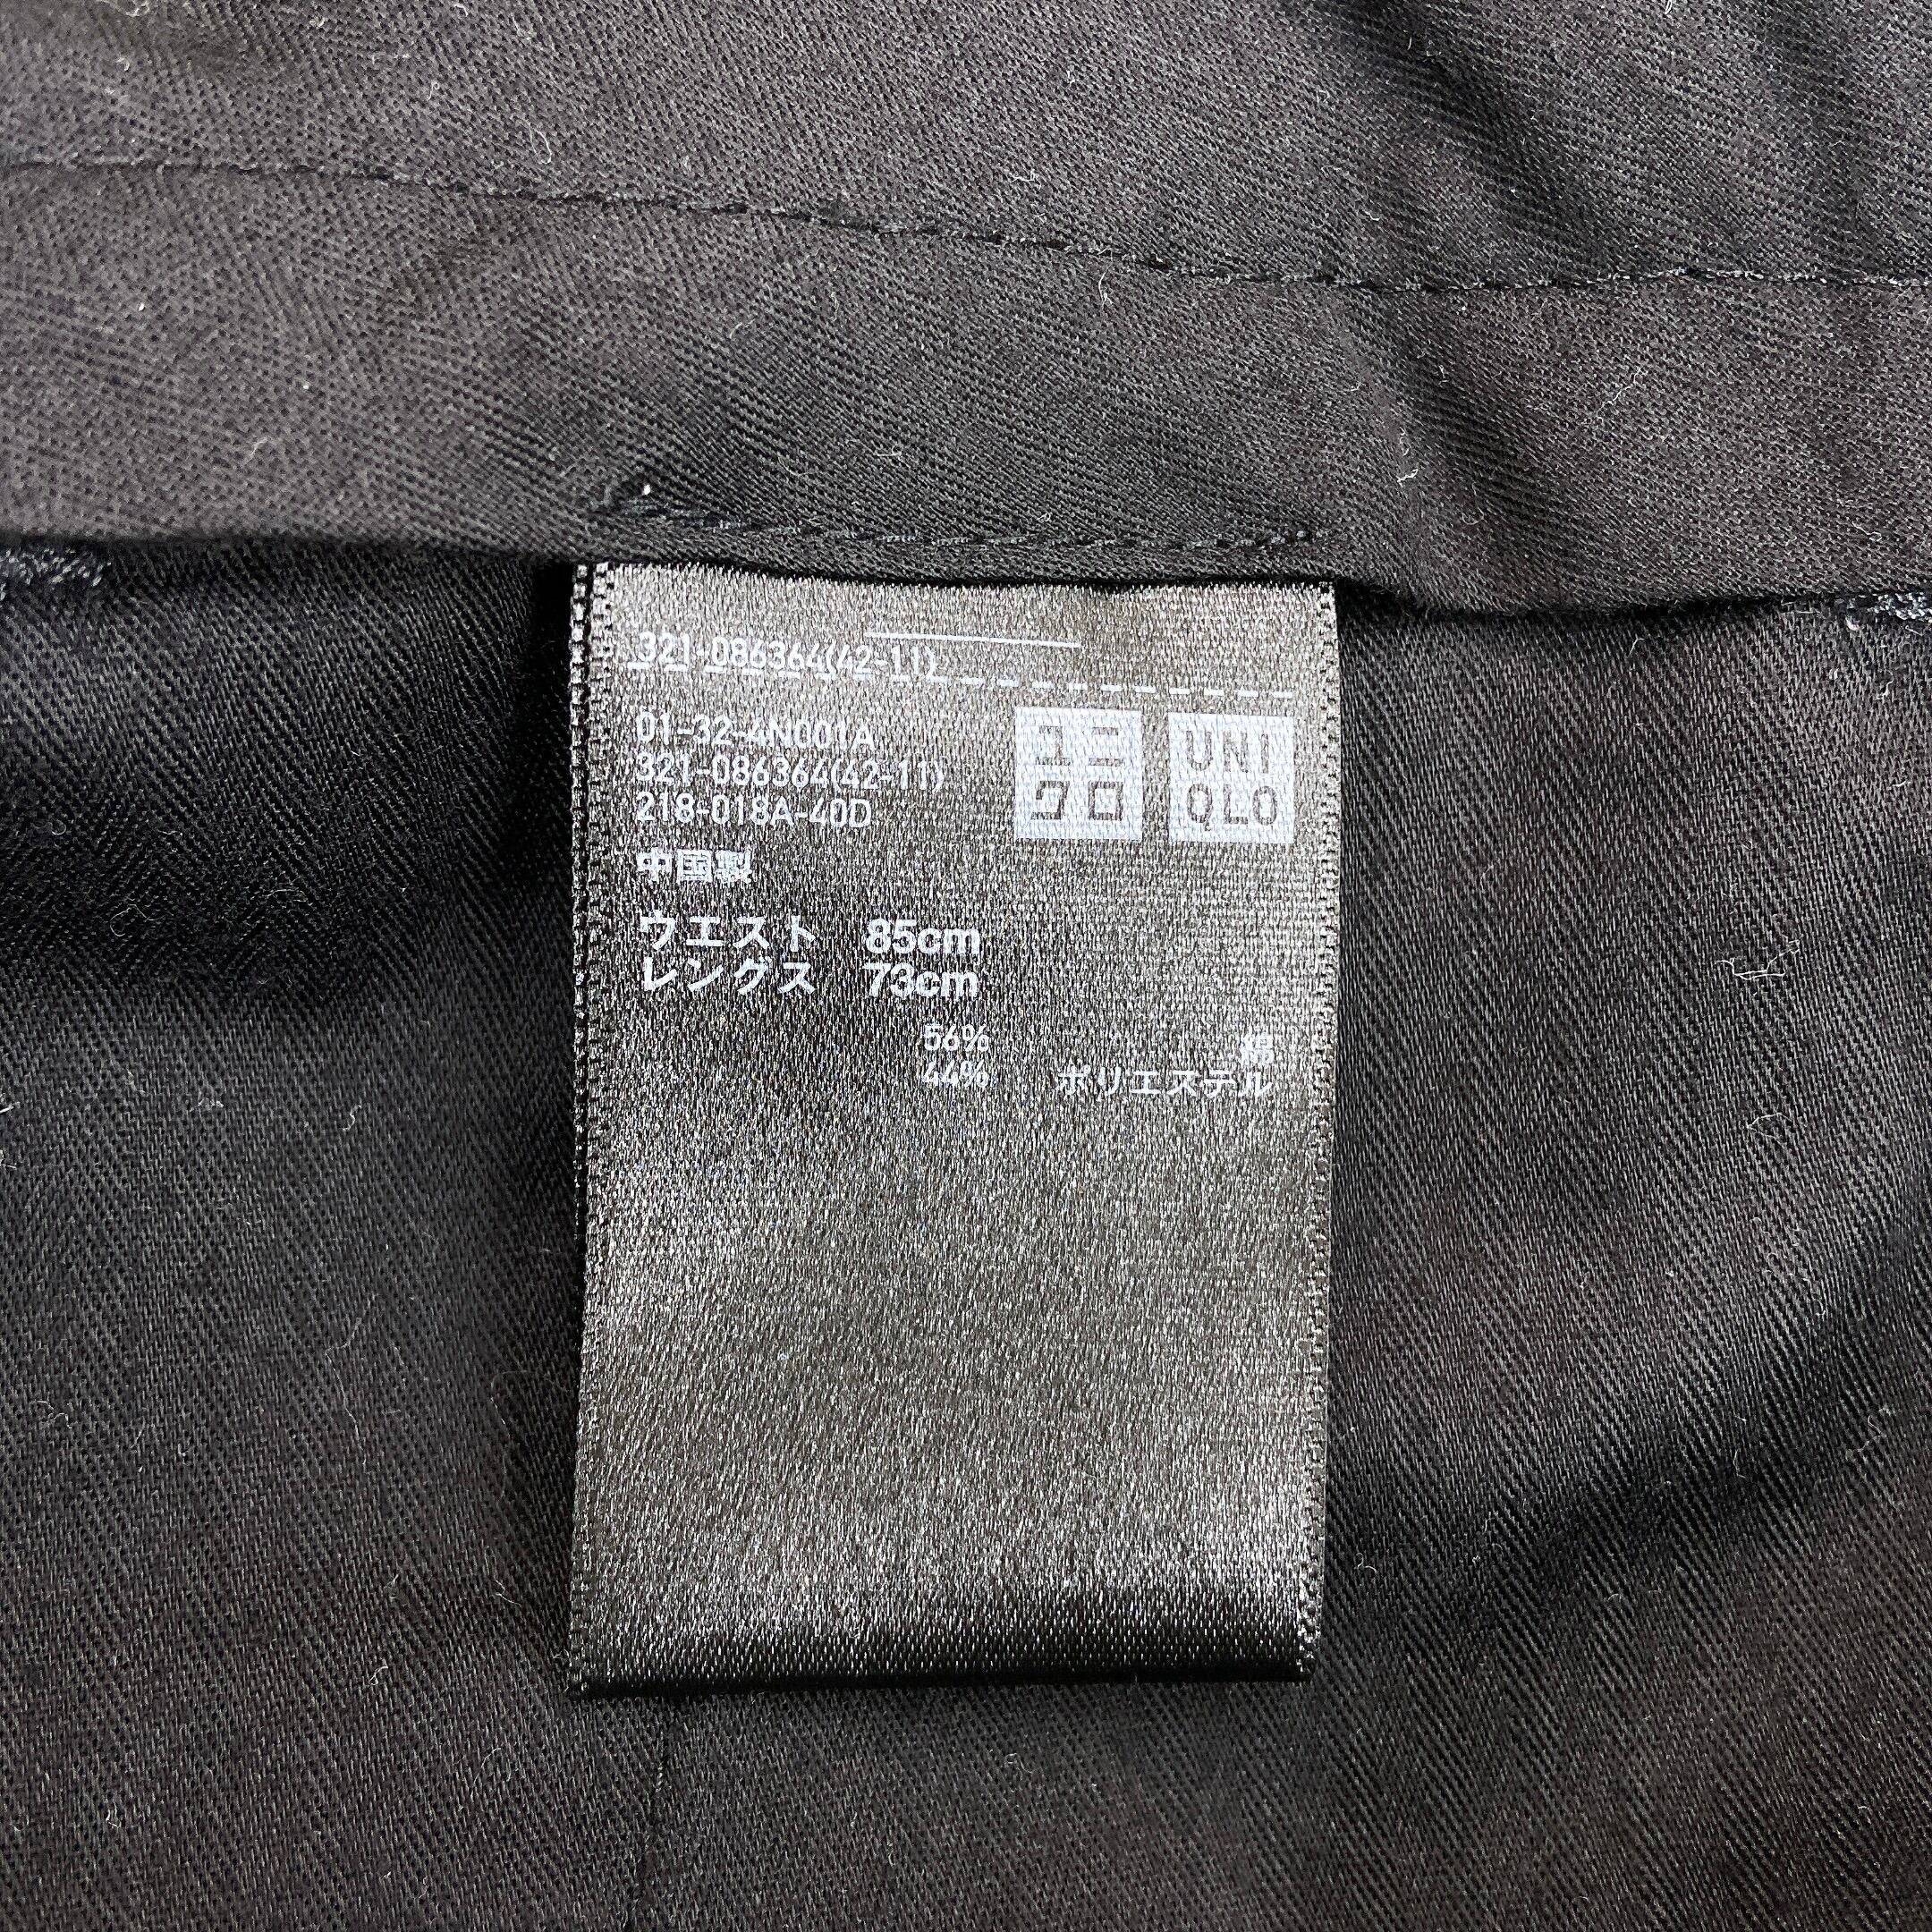 321-086364(42-11)
01-32-4N001A
321-086364(42-11)
218-018A-40D
ユニ
クロ
UNI
QLO
中国製
ウエスト 85cm
レングス 73cm
56% 綿
44% ポリエステル